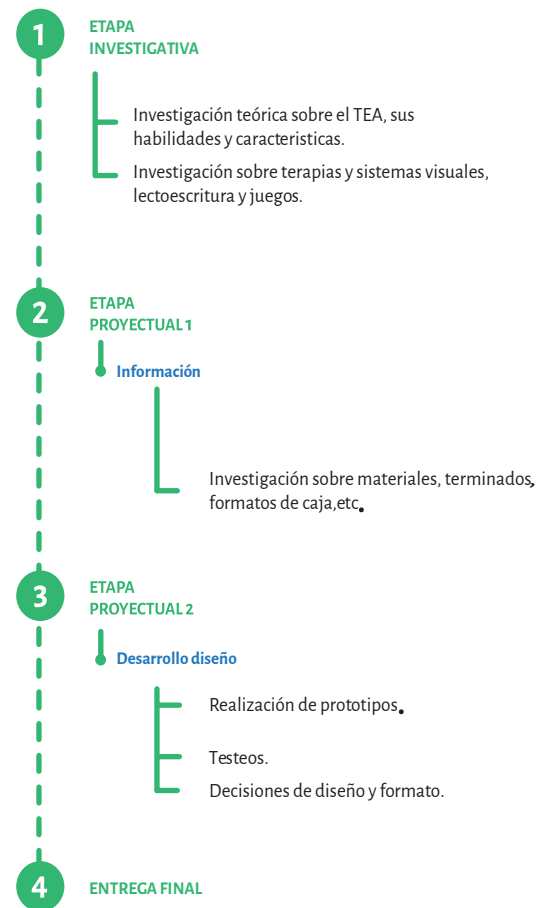 1
ETAPA
INVESTIGATIVA
Investigación teórica sobre el TEA, sus
habilidades y caracteristicas.
Investigación sobre terapias y sistemas visuales,
lectoescritura y juegos.
2
ETAPA
PROYECTUAL 1
Información
Investigación sobre materiales, terminados,
formatos de caja,etc.
3
ETAPA
PROYECTUAL 2
Desarrollo diseño
Realización de prototipos.
Testeos.
Decisiones de diseño y formato.
4
ENTREGA FINAL